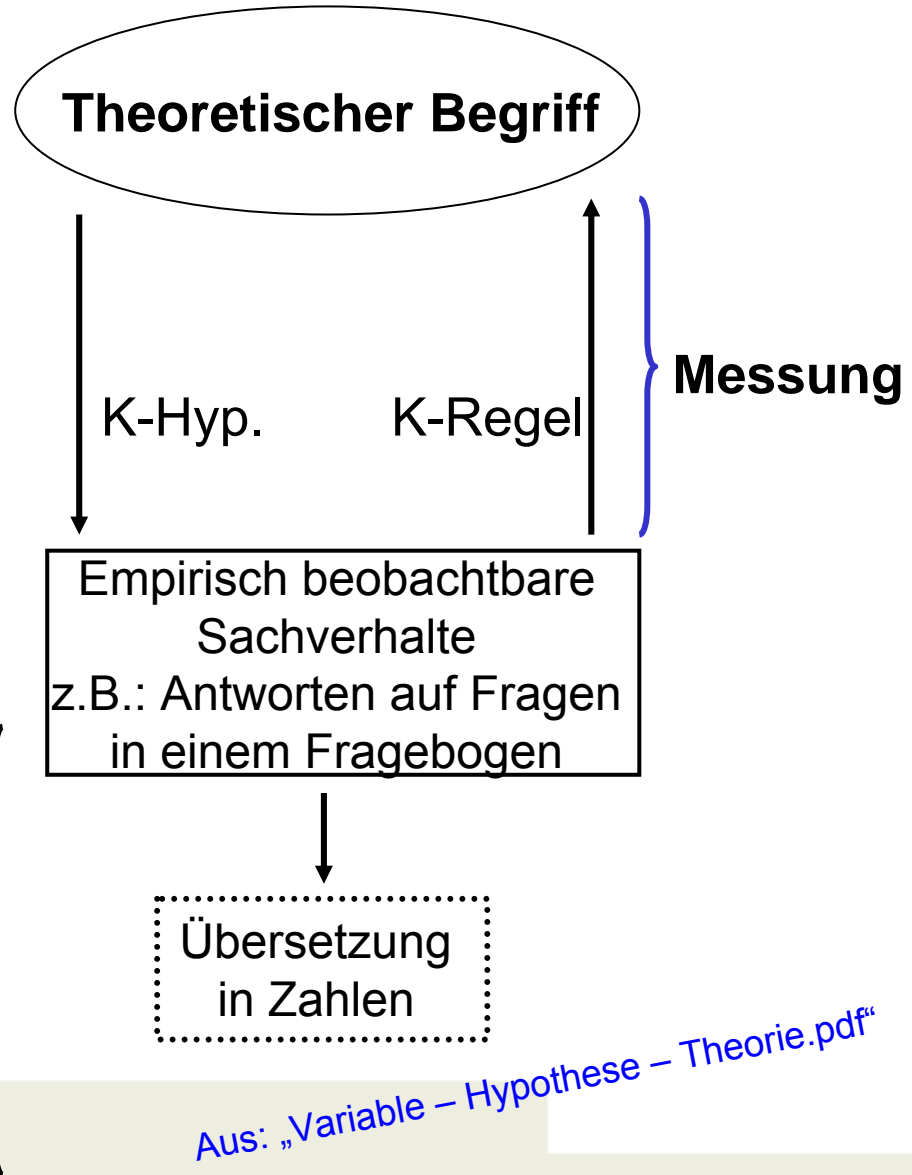 Theoretischer Begriff
K-Hyp.
K-Regel
Messung
Empirisch beobachtbare
Sachverhalte
z.B.: Antworten auf Fragen
in einem Fragebogen
Übersetzung
in Zahlen
Aus: „Variable – Hypothese – Theorie.pdf“